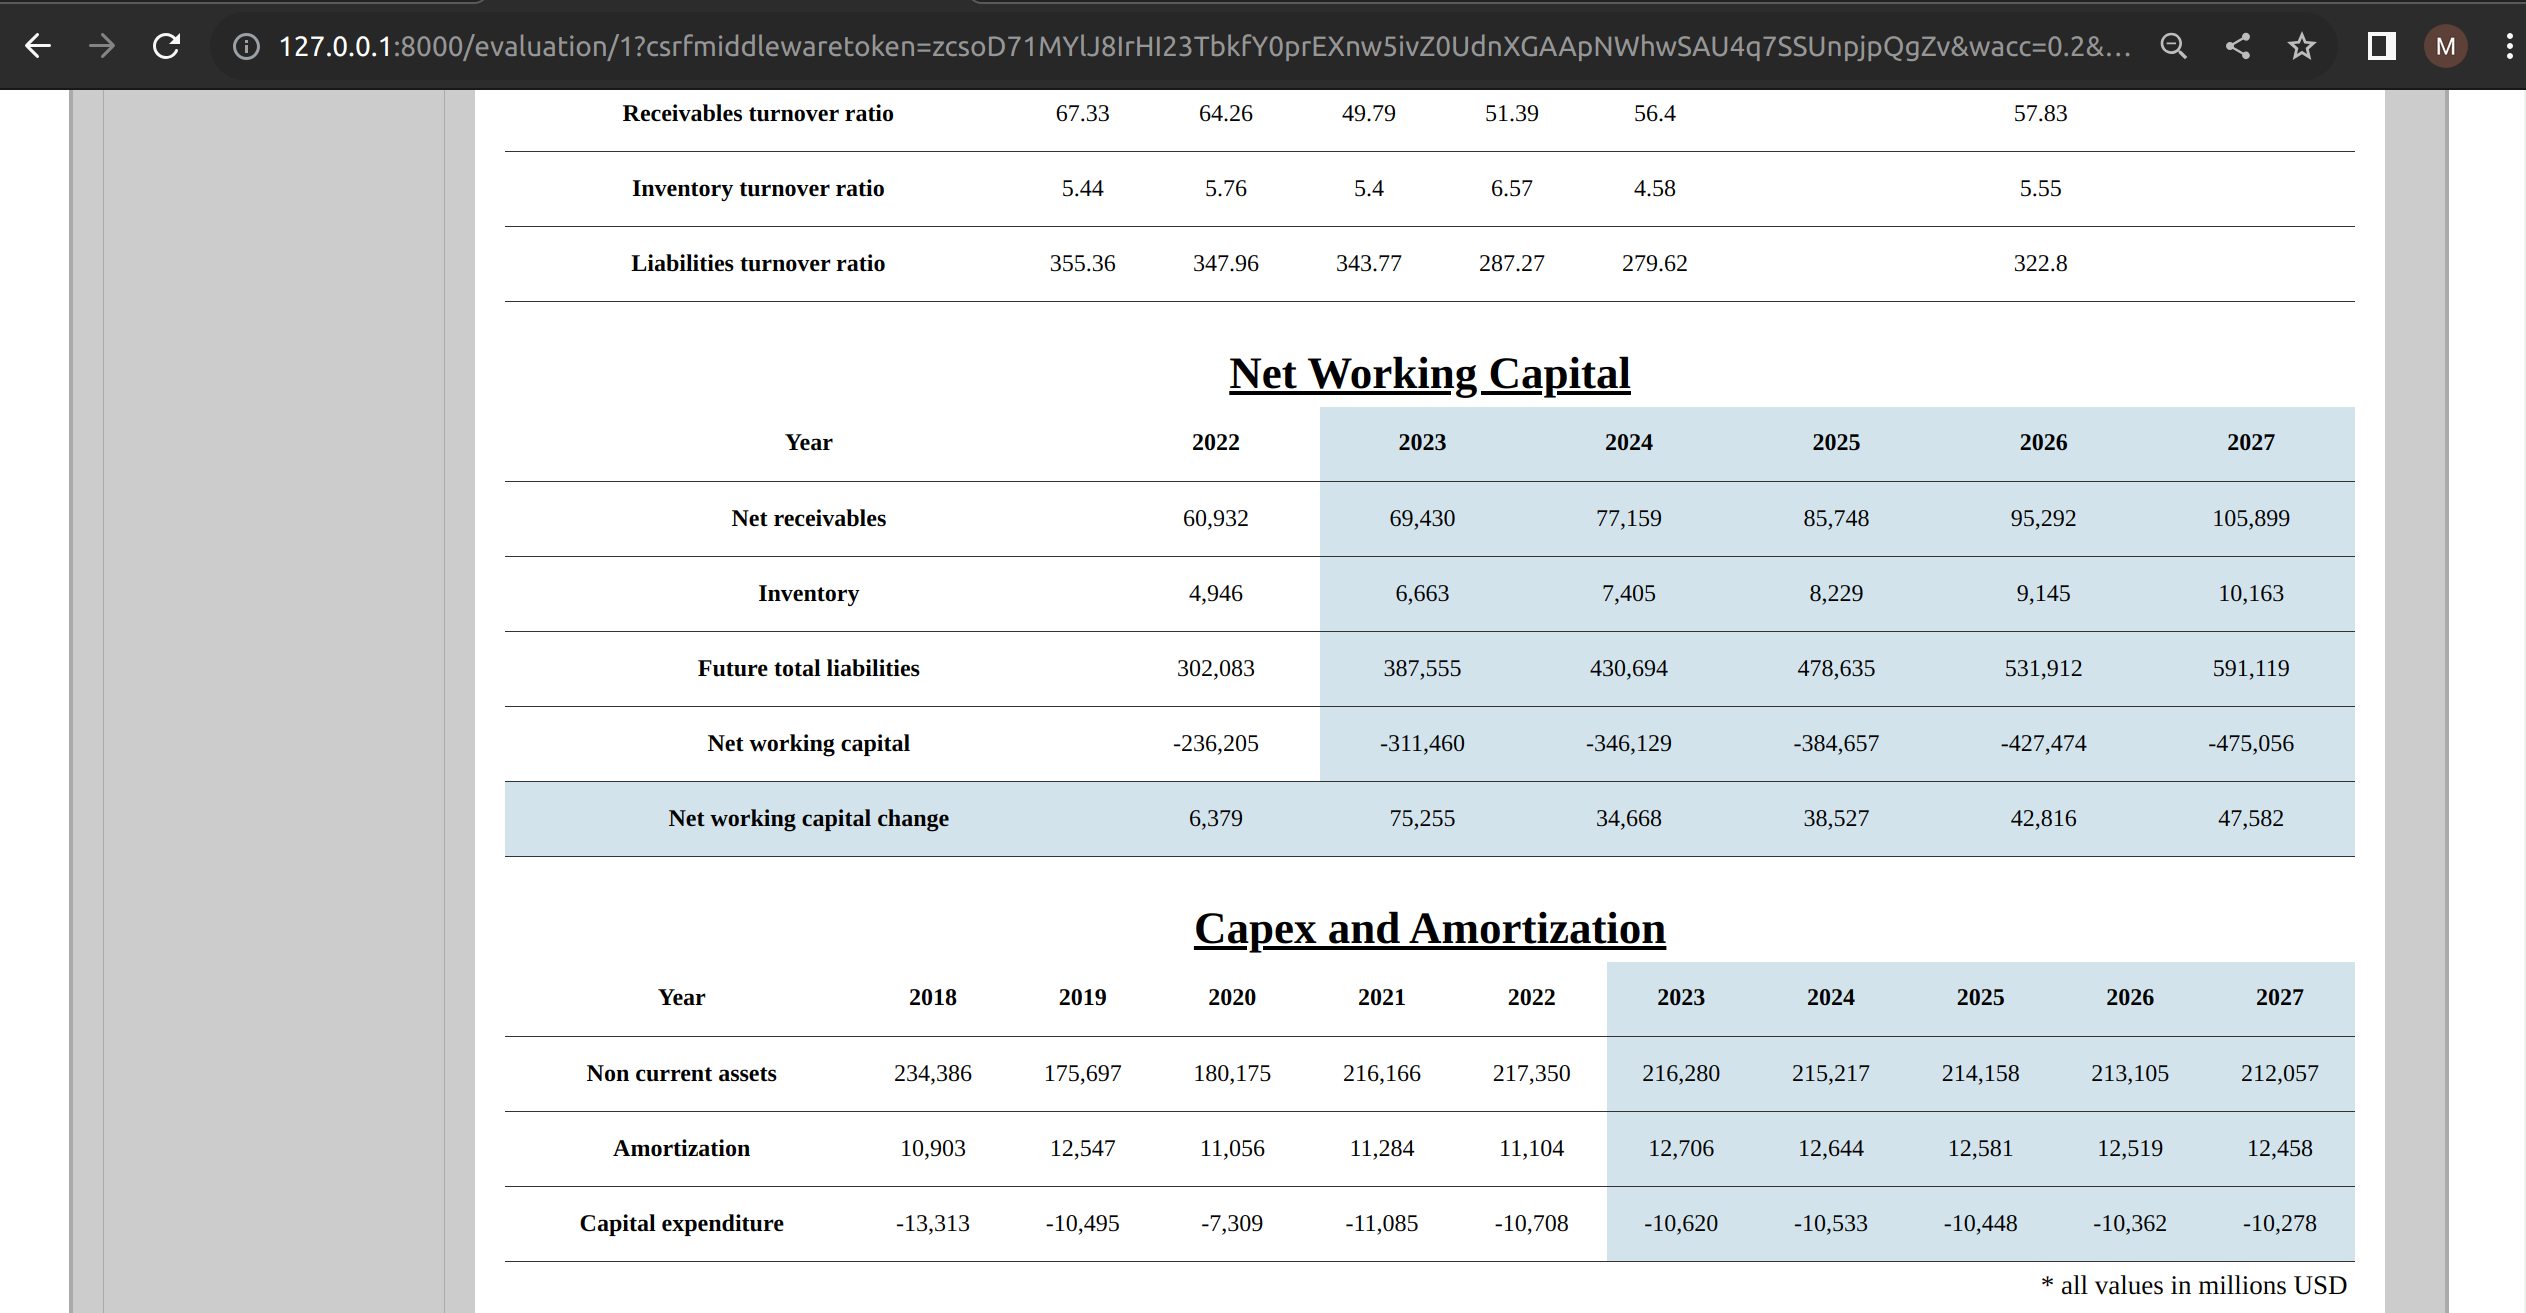 127.0.0.1:8000/evaluation/1?csrfmiddlewaretoken=zcsoD71MYlJ8IrHI23TbkfY0prEXnw5ivZ0UdnXGAApNWhwSAU4q7SSUnpjpQgZv&wacc=0.2&... M
Receivables turnover ratio 67.33 64.26 49.79 51.39 56.4 57.83
Inventory turnover ratio 5.44 5.76 5.4 6.57 4.58 5.55
Liabilities turnover ratio 355.36 347.96 343.77 287.27 279.62 322.8
Net Working Capital
Year 2022 2023 2024 2025 2026 2027
Net receivables 60,932 69,430 77,159 85,748 95,292 105,899
Inventory 4,946 6,663 7,405 8,229 9,145 10,163
Future total liabilities 302,083 387,555 430,694 478,635 531,912 591,119
Net working capital -236,205 -311,460 -346,129 -384,657 -427,474 -475,056
Net working capital change 6,379 75,255 34,668 38,527 42,816 47,582
Capex and Amortization
Year 2018 2019 2020 2021 2022 2023 2024 2025 2026 2027
Non current assets 234,386 175,697 180,175 216,166 217,350 216,280 215,217 214,158 213,105 212,057
Amortization 10,903 12,547 11,056 11,284 11,104 12,706 12,644 12,581 12,519 12,458
Capital expenditure -13,313 -10,495 -7,309 -11,085 -10,708 -10,620 -10,533 -10,448 -10,362 -10,278
* all values in millions USD